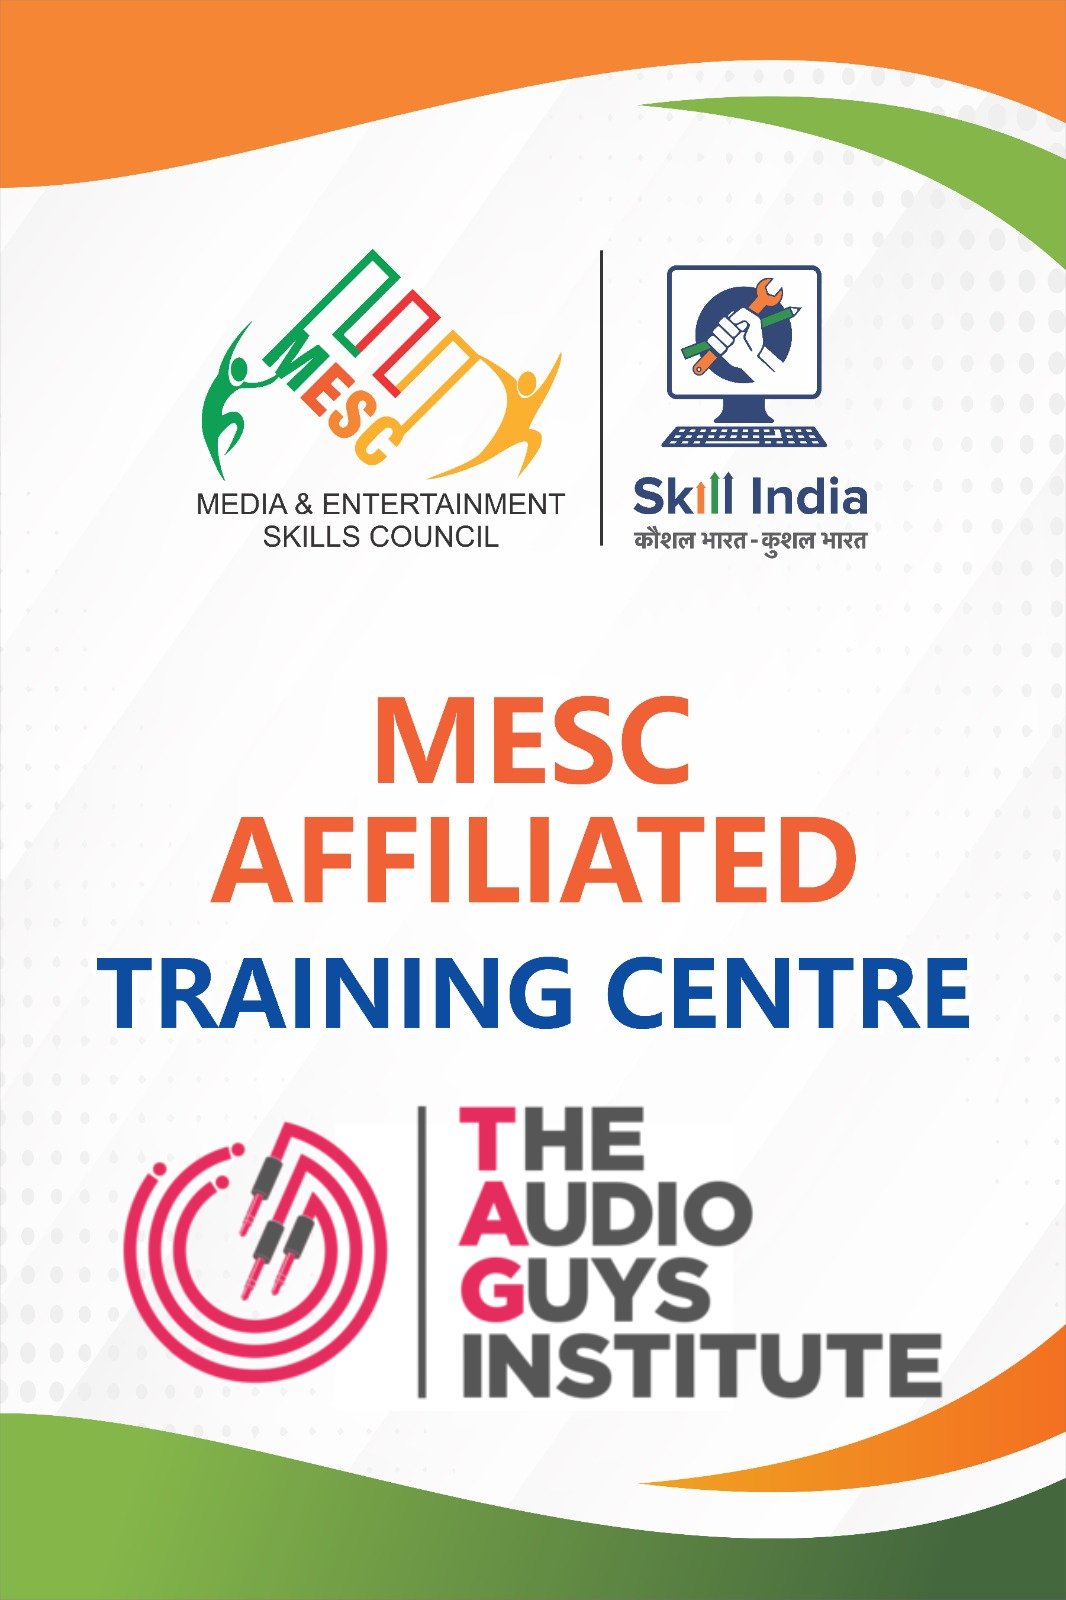 MESC
MEDIA & ENTERTAINMENT
SKILLS COUNCIL
Skill India
कौशल भारत - कुशल भारत
MESC
AFFILIATED
TRAINING CENTRE
THE
AUDIO
GUYS
INSTITUTE